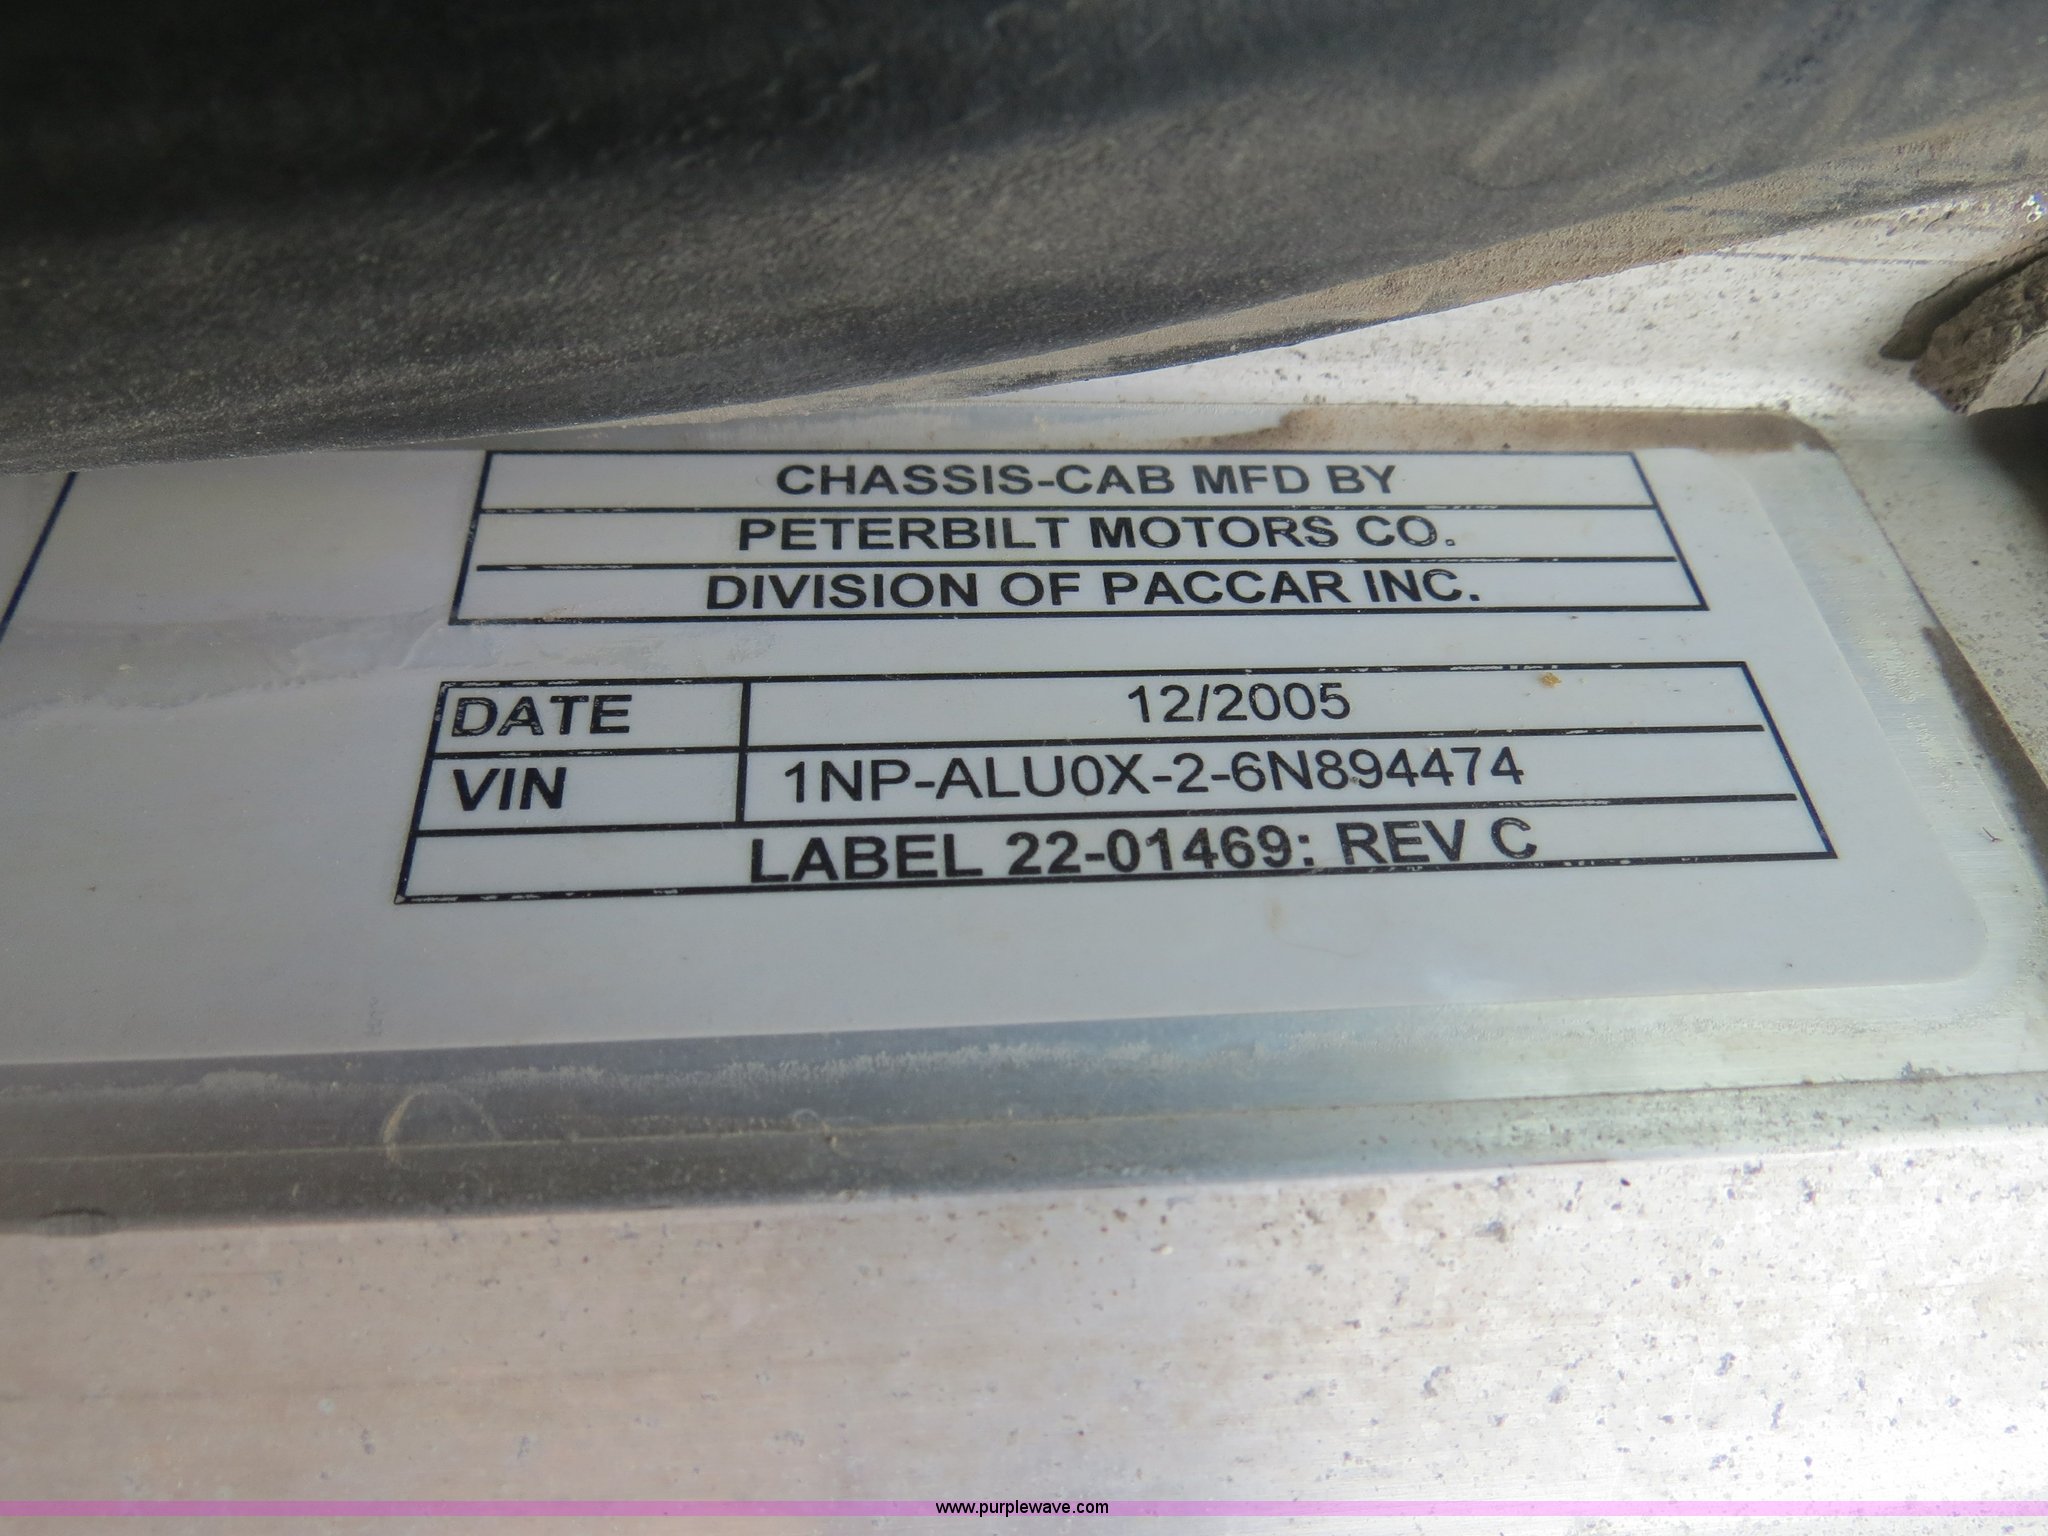 CHASSIS-CAB MFD BY
PETERBILT MOTORS CO.
DIVISION OF PACCAR INC.
DATE 12/2005
VIN 1NP-ALU0X-2-6N894474
LABEL 22-01469: REV C
www.purplewave.com